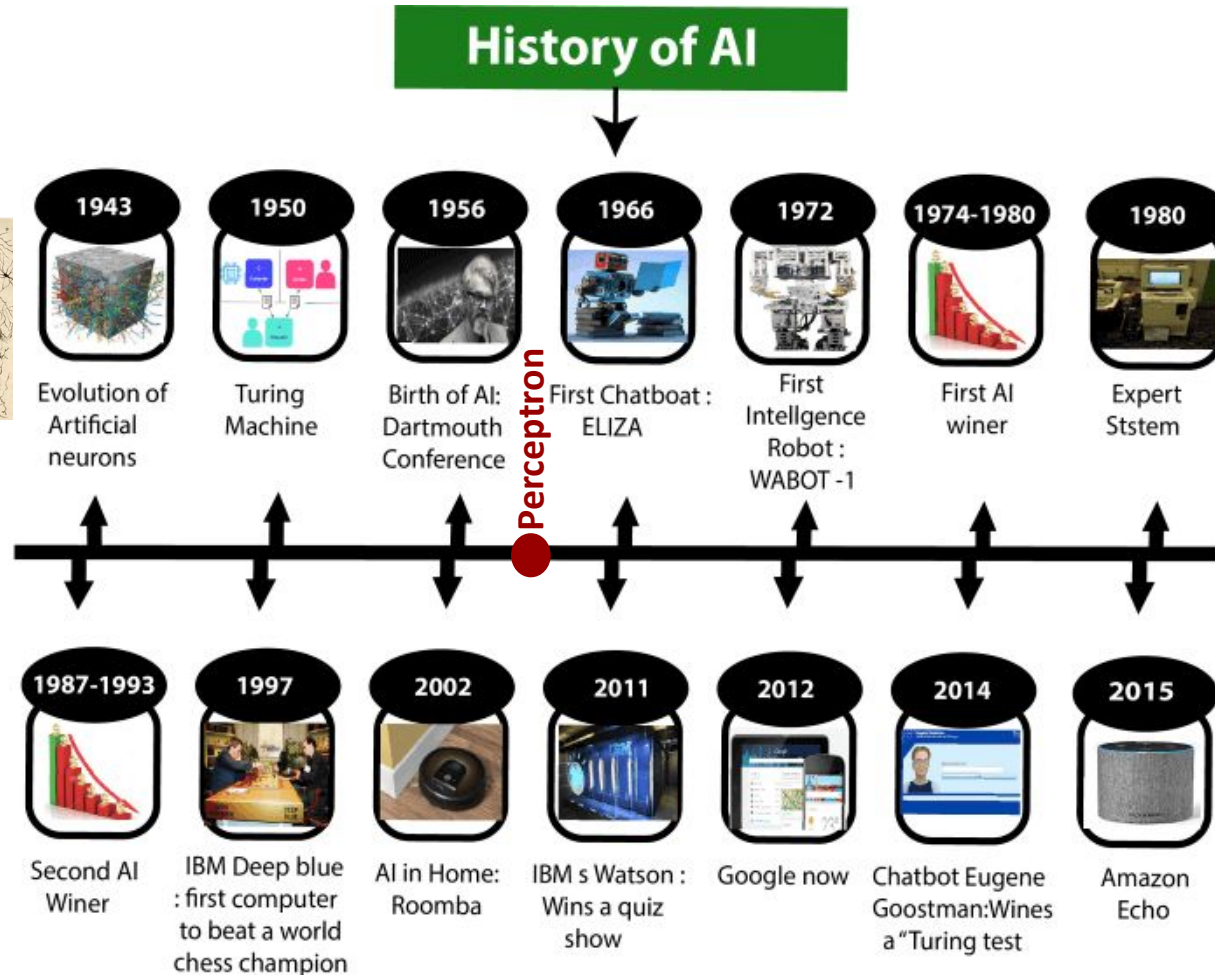 History of AI
1943
1950
1956
1966
1972
1974-1980
1980
Evolution of
Artificial
neurons
Turing
Machine
Birth of AI:
Dartmouth
Conference
Perceptron
First Chatboat :
ELIZA
First
Intellgence
Robot :
WABOT -1
First AI
winer
Expert
Ststem
1987-1993
1997
2002
2011
2012
2014
2015
Second AI
Winer
IBM Deep blue
: first computer
to beat a world
chess champion
AI in Home:
Roomba
IBM s Watson :
Wins a quiz
show
Google now
Chatbot Eugene
Goostman:Wines
a “Turing test
Amazon
Echo